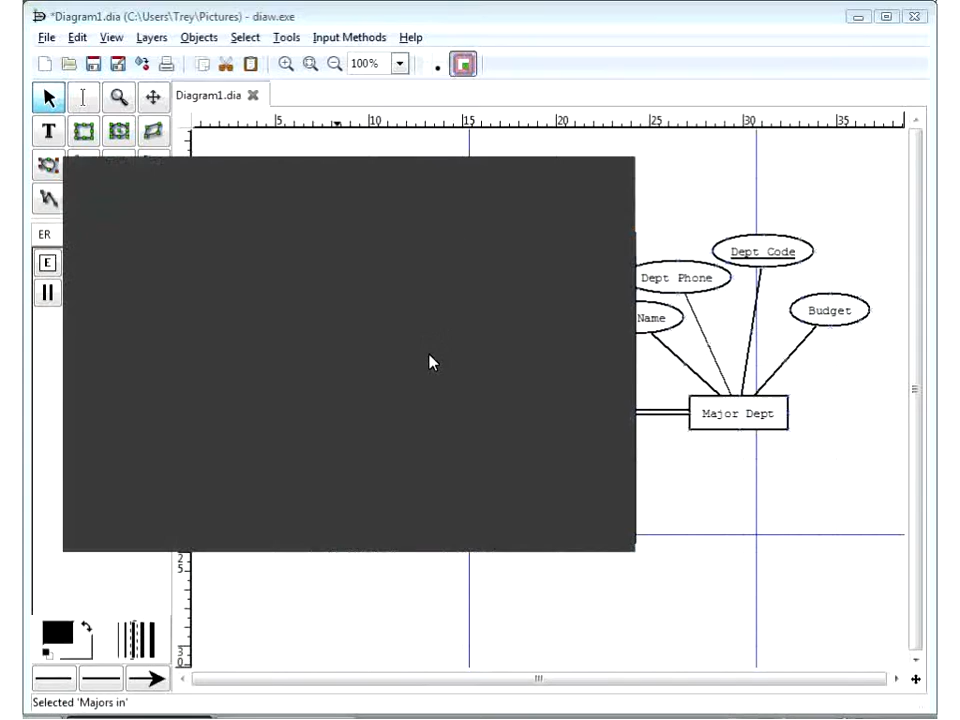 *Diagram1.dia (C:\Users\Trey\Pictures) - diaw.exe
File Edit View Layers Objects Select Tools Input Methods Help
100%
Diagram1.dia
5 10 15 20 25 30 35
T
ER
E
Dept Code
Dept Phone
Name
Budget
Major Dept
25
30
Selected 'Majors in'